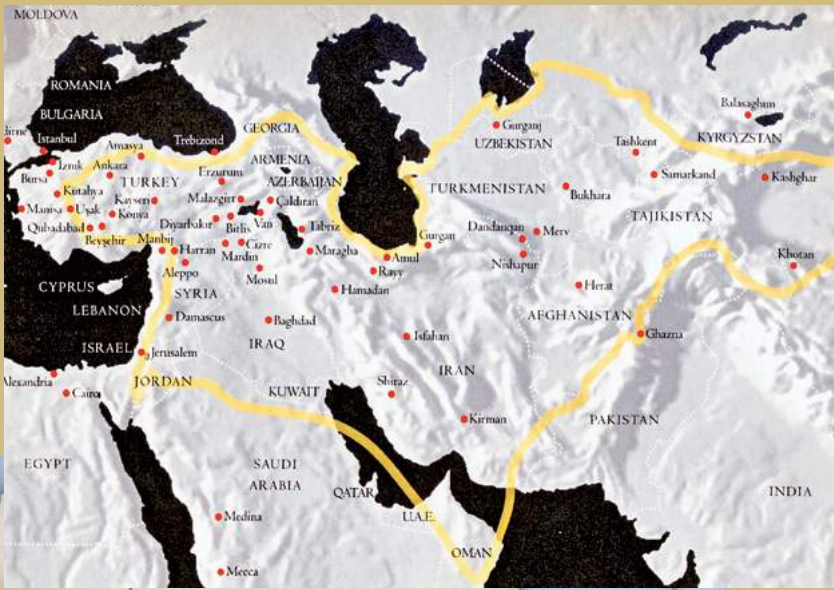 MOLDOVA
ROMANIA
BULGARIA
dirne
Istanbul
Iznik
Bursa
Kutahya
Ankara
Amasya
Trebizond
GEORGIA
ARMENIA
AZERBAIJAN
TURKEY
Erzurum
Malazgirt
Çaldıran
Kayseri
Manisa
Uşak
Konya
Diyarbakır
Bitlis
Van
Tabriz
Qubadabad
Beyşehir
Manbij
Harran
Mardin
Cizre
Maragha
Aleppo
Mosul
CYPRUS
SYRIA
LEBANON
Damascus
Baghdad
ISRAEL
Jerusalem
IRAQ
JORDAN
Alexandria
Cairo
KUWAIT
EGYPT
SAUDI
ARABIA
QATAR
Medina
Mecca
U.A.E.
OMAN
Gurganj
UZBEKISTAN
Tashkent
Balasaghun
KYRGYZSTAN
Samarkand
Kashghar
TURKMENISTAN
Bukhara
TAJIKISTAN
Gurgan
Dandanqan
Merv
Amul
Rayy
Nishapur
Khotan
Hamadan
Herat
AFGHANISTAN
Isfahan
Ghazna
IRAN
Shiraz
Kirman
PAKISTAN
INDIA